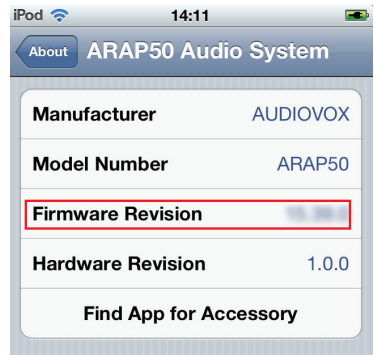 iPod 14:11
About ARAP50 Audio System
Manufacturer AUDIOVOX
Model Number ARAP50
Firmware Revision
Hardware Revision 1.0.0
Find App for Accessory